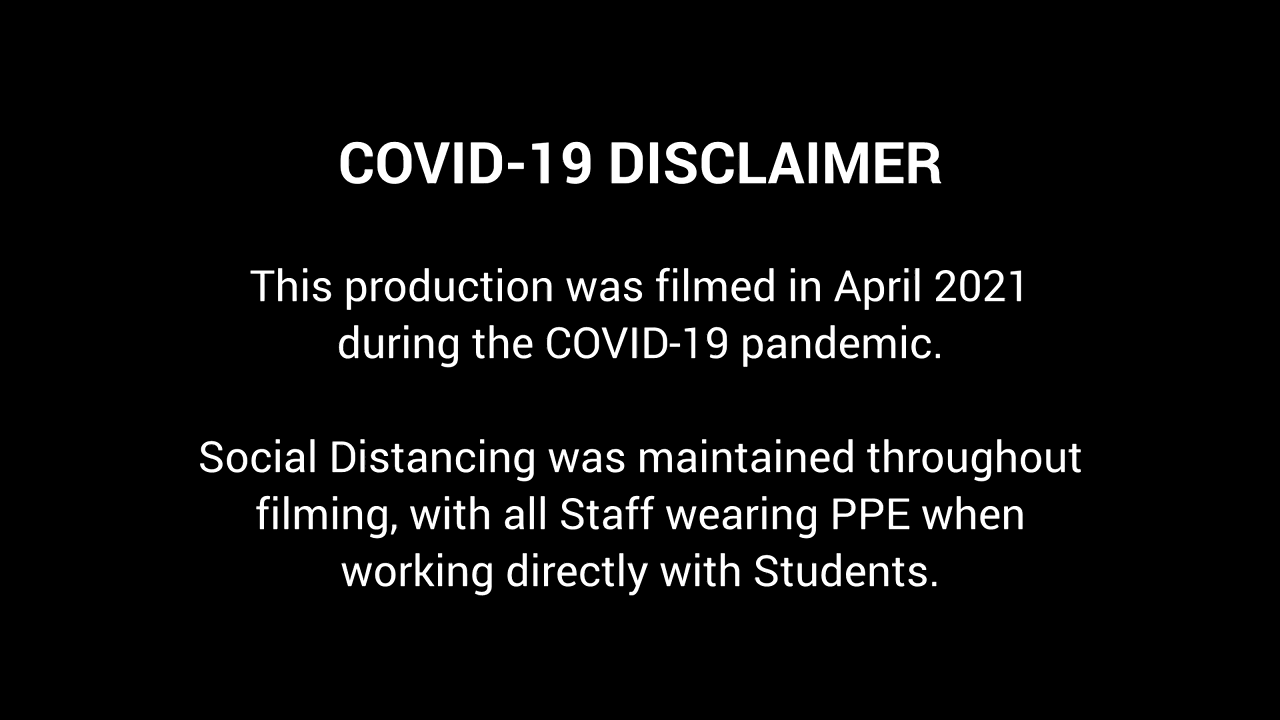 COVID-19 DISCLAIMER
This production was filmed in April 2021
during the COVID-19 pandemic.
Social Distancing was maintained throughout
filming, with all Staff wearing PPE when
working directly with Students.